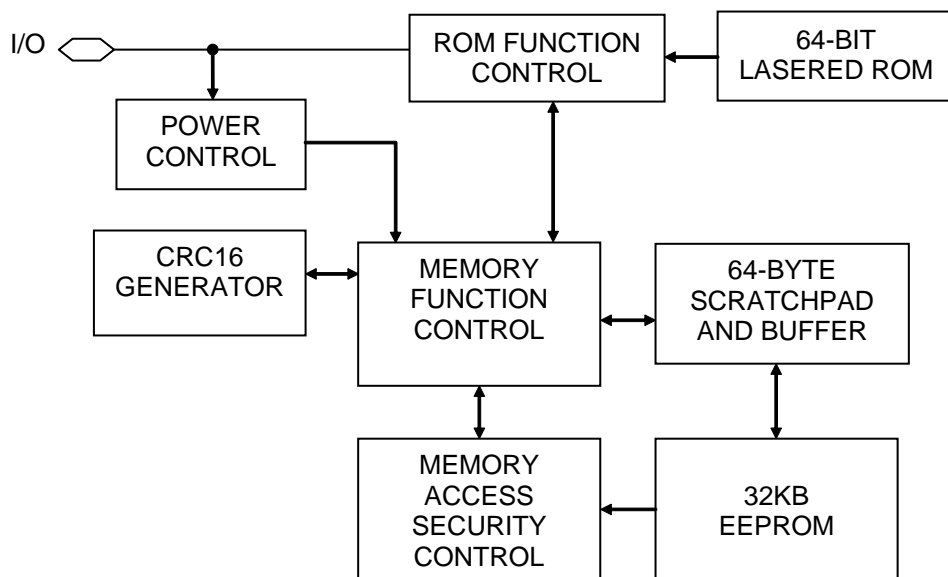 I/O
ROM FUNCTION
CONTROL
64-BIT
LASERED ROM
POWER
CONTROL
CRC16
GENERATOR
MEMORY
FUNCTION
CONTROL
64-BYTE
SCRATCHPAD
AND BUFFER
MEMORY
ACCESS
SECURITY
CONTROL
32KB
EEPROM